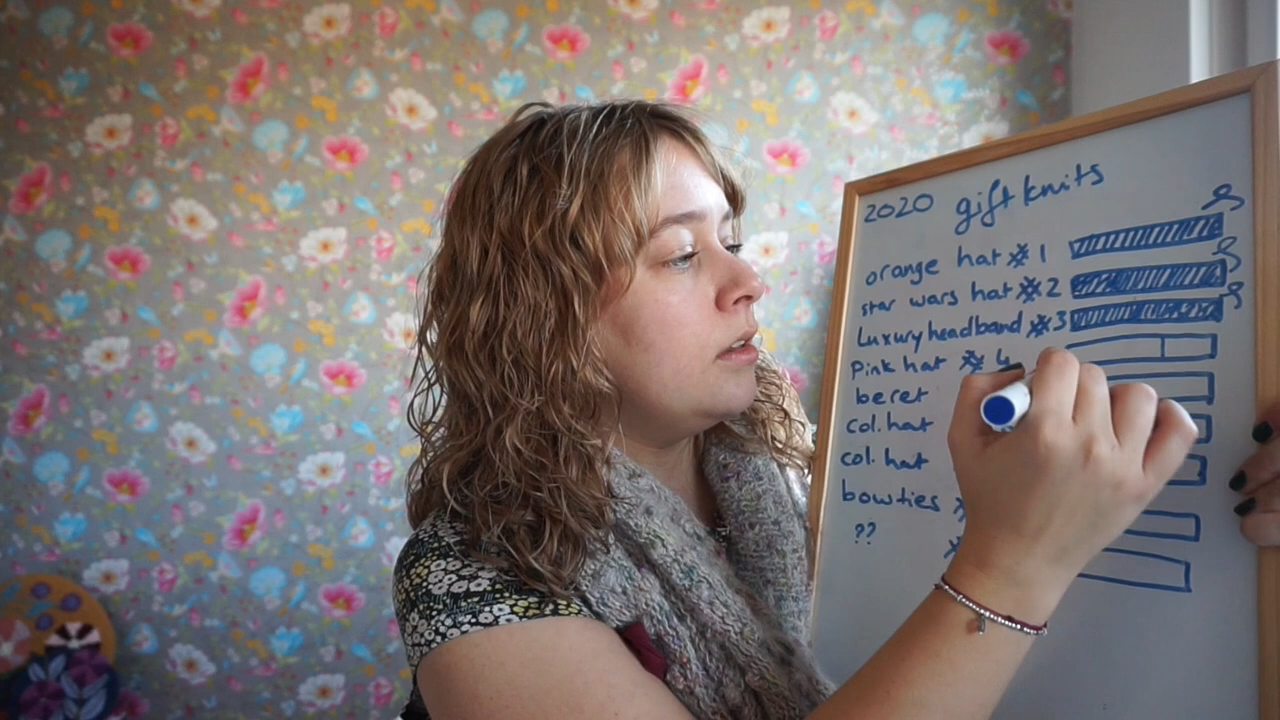 2020 gift knits
orange hat #1
star wars hat #2
Luxury headband #3
Pink hat # 4
beret
col. hat
col. hat
bowties #
??
#